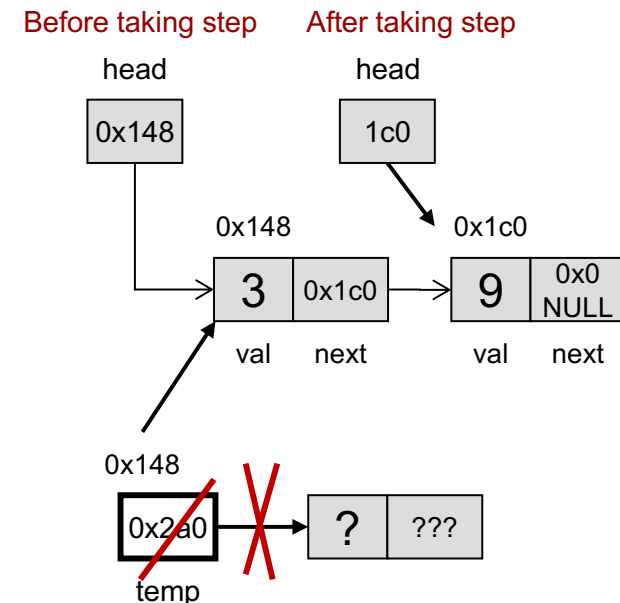 Before taking step
After taking step
head
head
0x148
1c0
0x148
0x1c0
3
0x1c0
9
0x0
NULL
val
next
val
next
0x148
0x2a0
?
???
temp